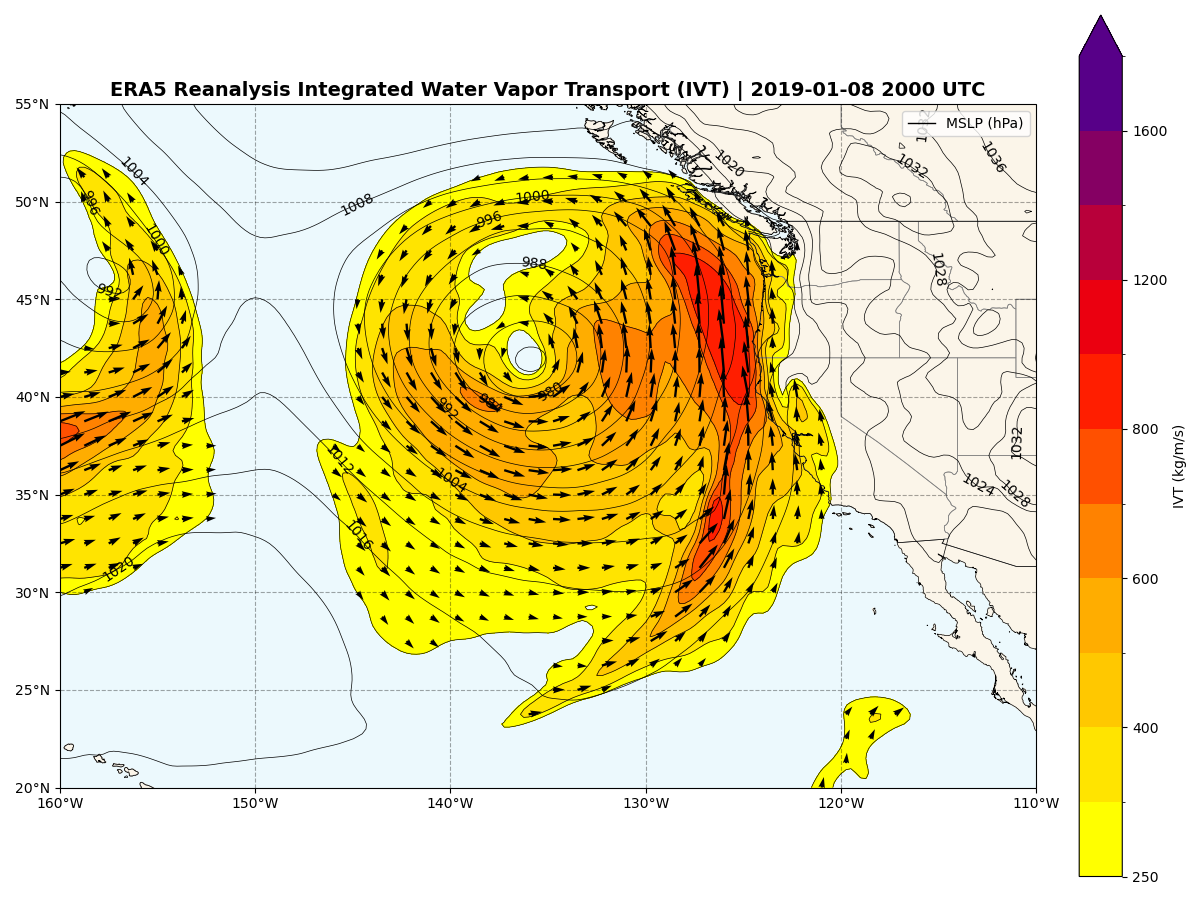 ERA5 Reanalysis Integrated Water Vapor Transport (IVT) | 2019-01-08 2000 UTC
MSLP (hPa)
55°N
50°N
45°N
40°N
35°N
30°N
25°N
20°N
160°W
150°W
140°W
130°W
120°W
110°W
1004
996
1000
992
1008
1000
996
988
1020
1032
1032
1036
1028
980
984
992
1004
1012
1016
1020
1032
1024
1028
1600
1200
800
600
400
250
IVT (kg/m/s)